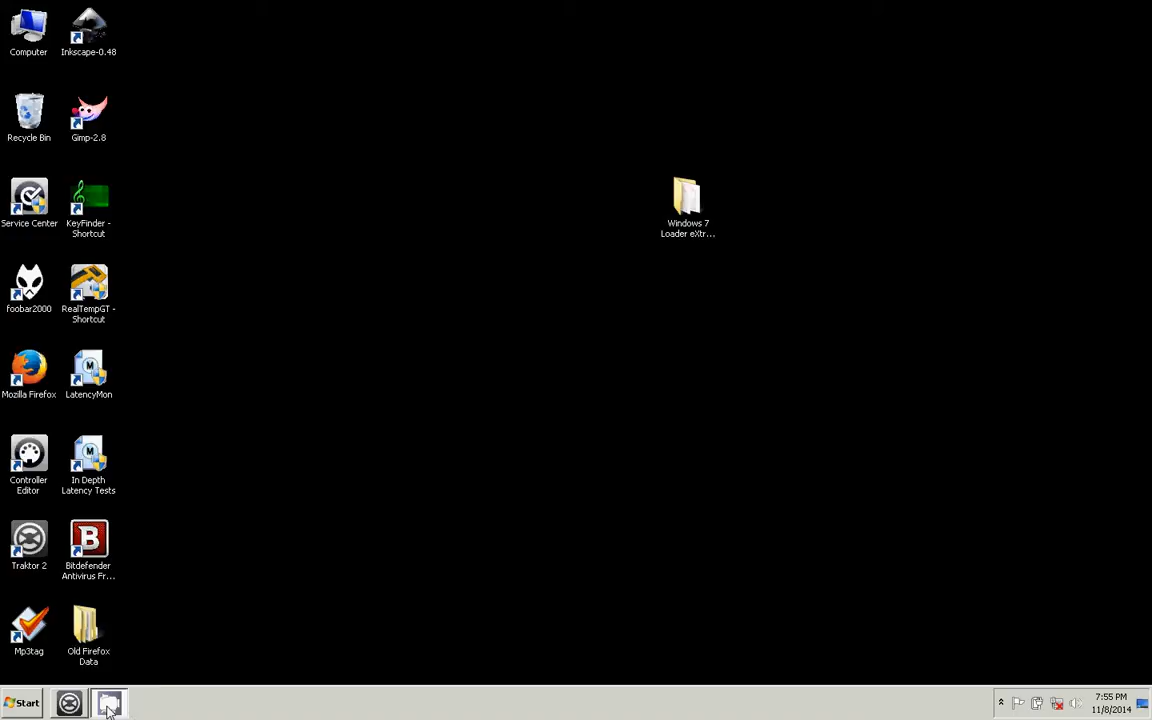 Computer
Inkscape-0.48
Recycle Bin
Gimp-2.8
Service Center
KeyFinder -
Shortcut
Windows 7
Loader eXtr...
foobar2000
RealTempGT -
Shortcut
Mozilla Firefox
LatencyMon
Controller
Editor
In Depth
Latency Tests
Traktor 2
Bitdefender
Antivirus Fr...
Mp3tag
Old Firefox
Data
Start
7:55 PM
11/8/2014